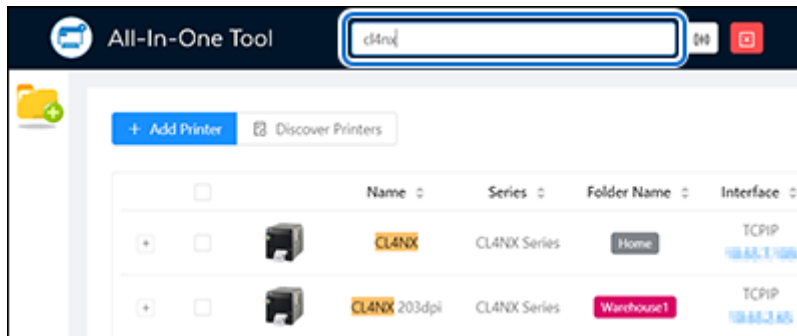 All-In-One Tool
cl4nx
+ Add Printer
Discover Printers
Name
Series
Folder Name
Interface
CL4NX
CL4NX Series
Home
TCPIP
CL4NX 203dpi
CL4NX Series
Warehouse1
TCPIP